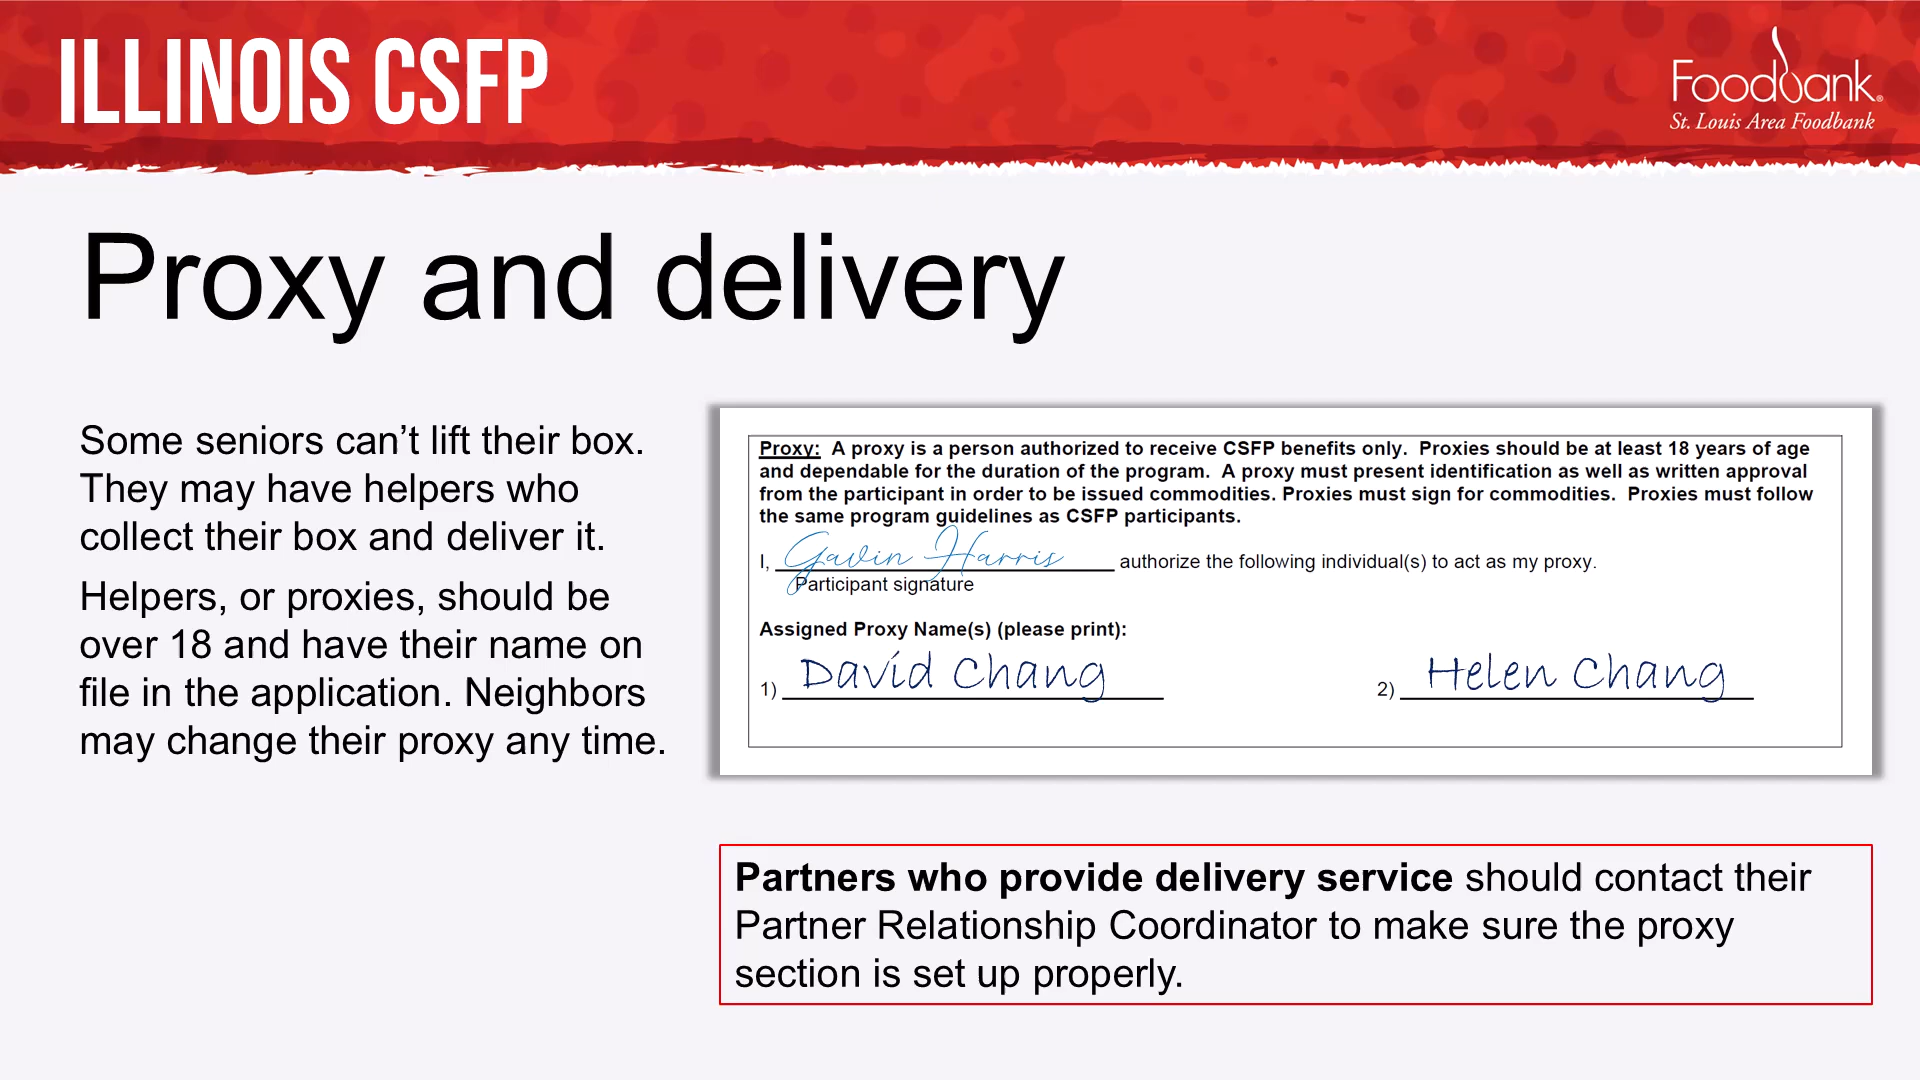 ILLINOIS CSFP
Foodbank®
St. Louis Area Foodbank
Proxy and delivery
Some seniors can’t lift their box.
They may have helpers who
collect their box and deliver it.
Helpers, or proxies, should be
over 18 and have their name on
file in the application. Neighbors
may change their proxy any time.
Proxy: A proxy is a person authorized to receive CSFP benefits only. Proxies should be at least 18 years of age
and dependable for the duration of the program. A proxy must present identification as well as written approval
from the participant in order to be issued commodities. Proxies must sign for commodities. Proxies must follow
the same program guidelines as CSFP participants.
I, Gavin Harris authorize the following individual(s) to act as my proxy.
Participant signature
Assigned Proxy Name(s) (please print):
1) David Chang 2) Helen Chang
Partners who provide delivery service should contact their
Partner Relationship Coordinator to make sure the proxy
section is set up properly.